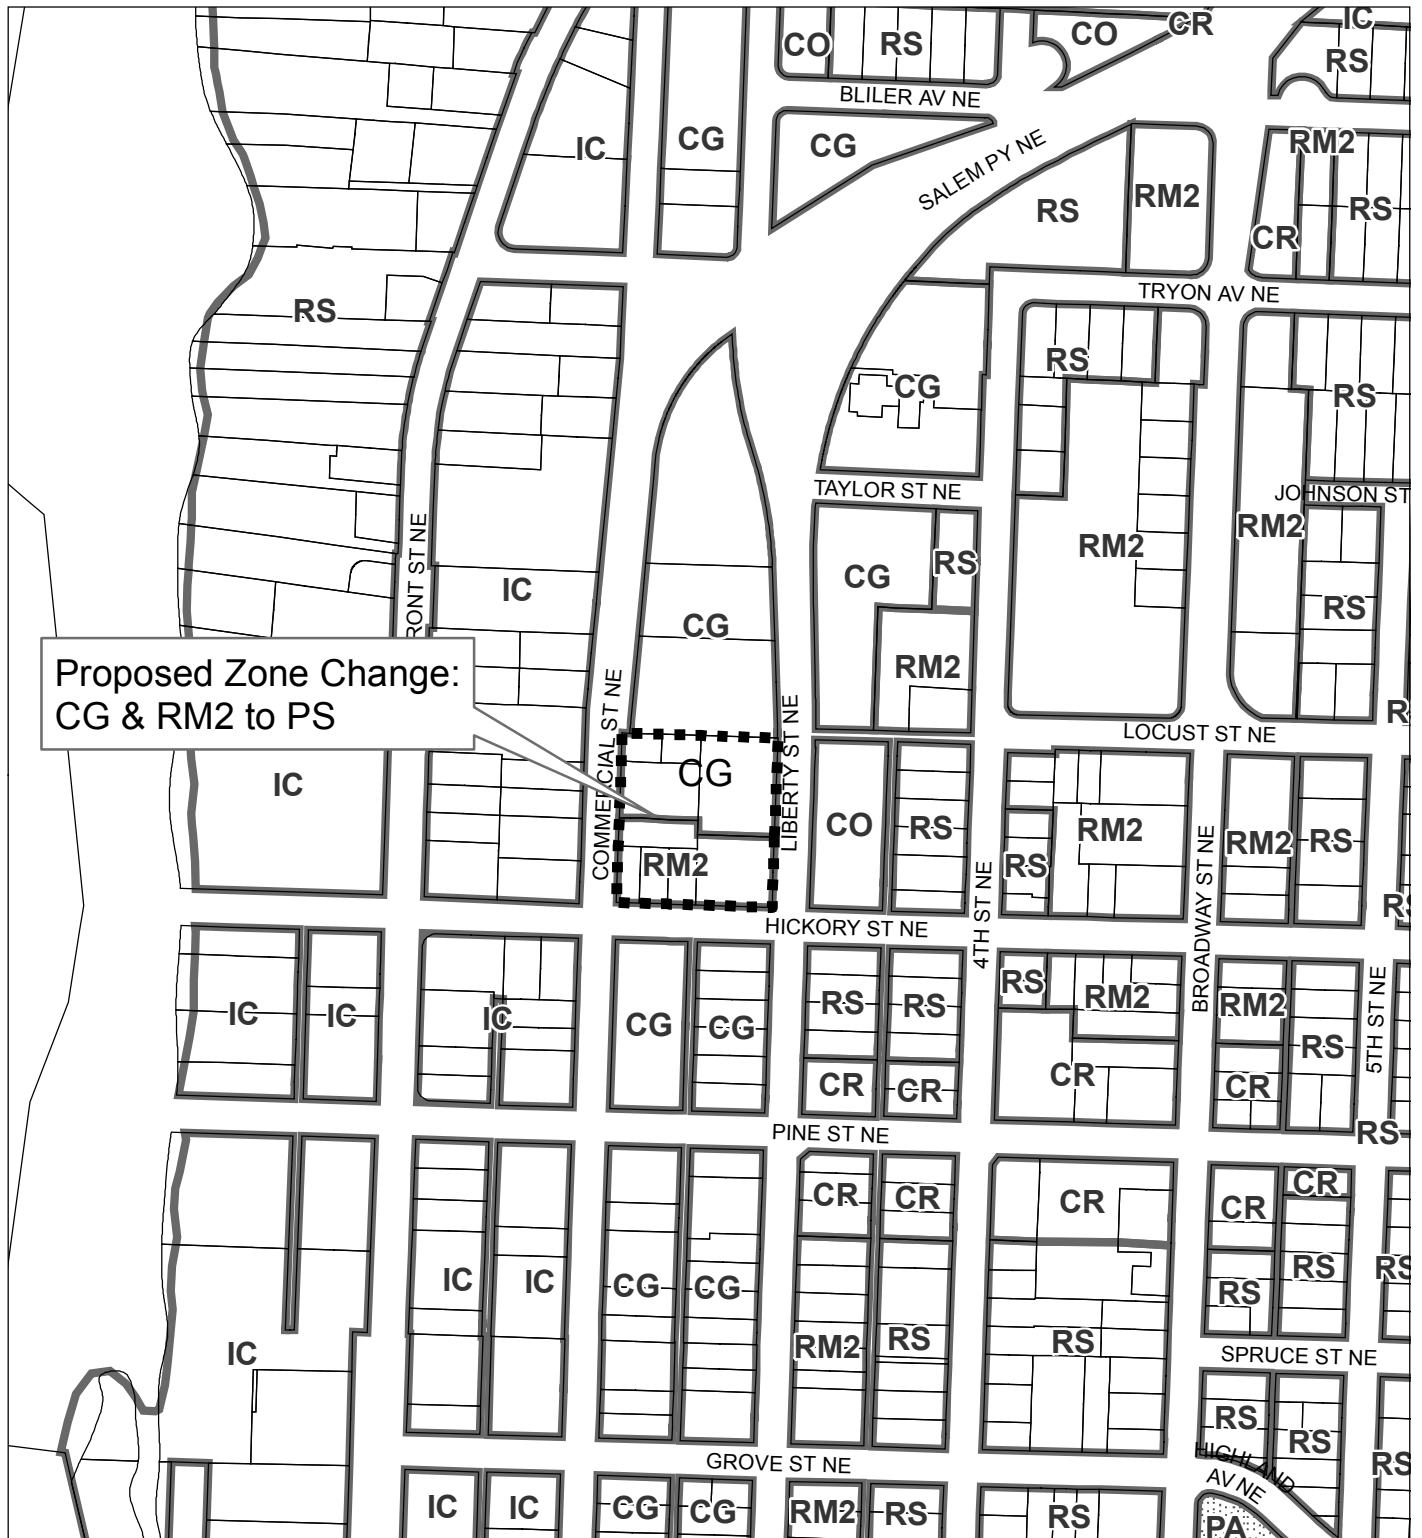 CO
RS
CO
CR
IC
RS
BLILER AV NE
IC
CG
CG
SALEM PY NE
RS
RM2
RM2
RS
CR
TRYON AV NE
RS
RS
CG
RS
TAYLOR ST NE
JOHNSON ST
RM2
RM2
RONT ST NE
IC
CG
RS
RS
CG
RM2
Proposed Zone Change:
CG & RM2 to PS
COMMERCIAL ST NE
LIBERTY ST NE
LOCUST ST NE
IC
CG
CO
RS
RM2
RS
RM2
RS
RM2
4TH ST NE
BROADWAY ST NE
HICKORY ST NE
IC
IC
IC
CG
CG
RS
RS
RS
RM2
RM2
RS
5TH ST NE
CR
CR
CR
CR
PINE ST NE
RS
CR
CR
CR
CR
CR
IC
IC
CG
CG
RS
RS
RS
IC
RM2
RS
RS
SPRUCE ST NE
RS
RS
HIGHLAND
AV NE
RS
GROVE ST NE
IC
IC
CG
CG
RM2
RS
RS
PA